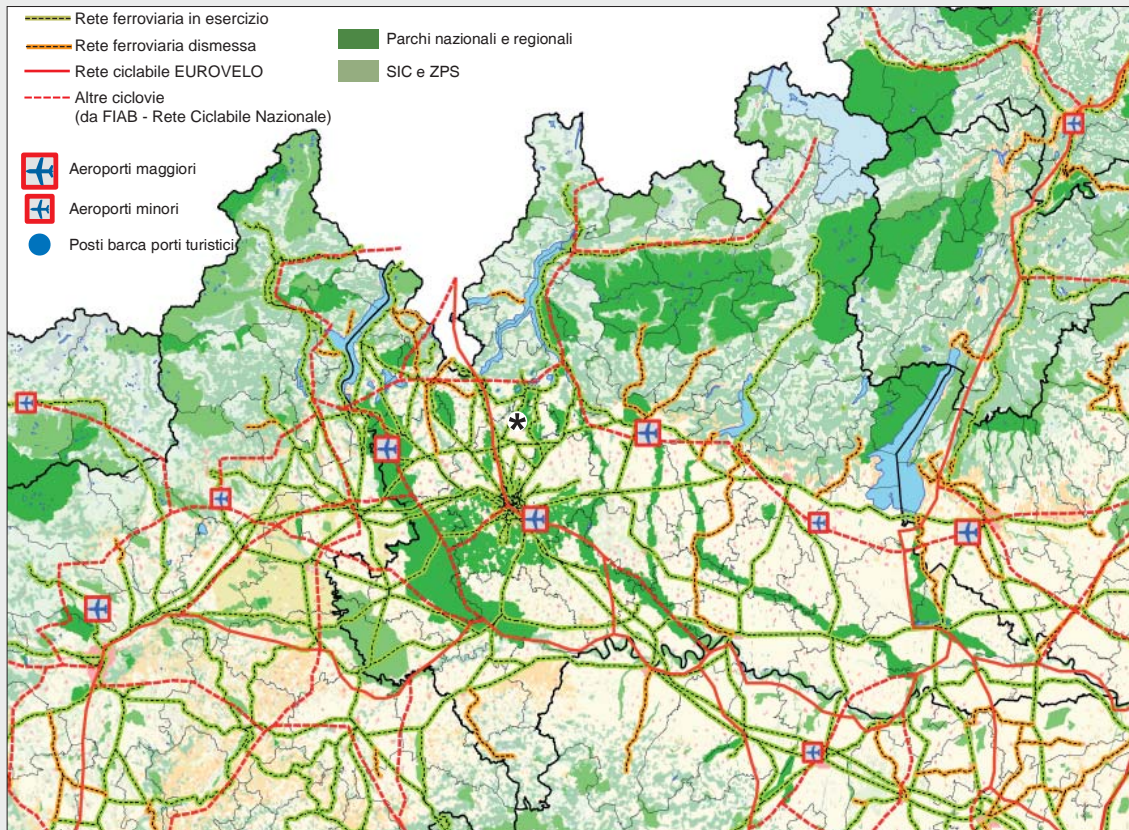 Rete ferroviaria in esercizio
Rete ferroviaria dismessa
Rete ciclabile EUROVELO
Altre ciclovie
(da FIAB - Rete Ciclabile Nazionale)
Aeroporti maggiori
Aeroporti minori
Posti barca porti turistici
Parchi nazionali e regionali
SIC e ZPS
*